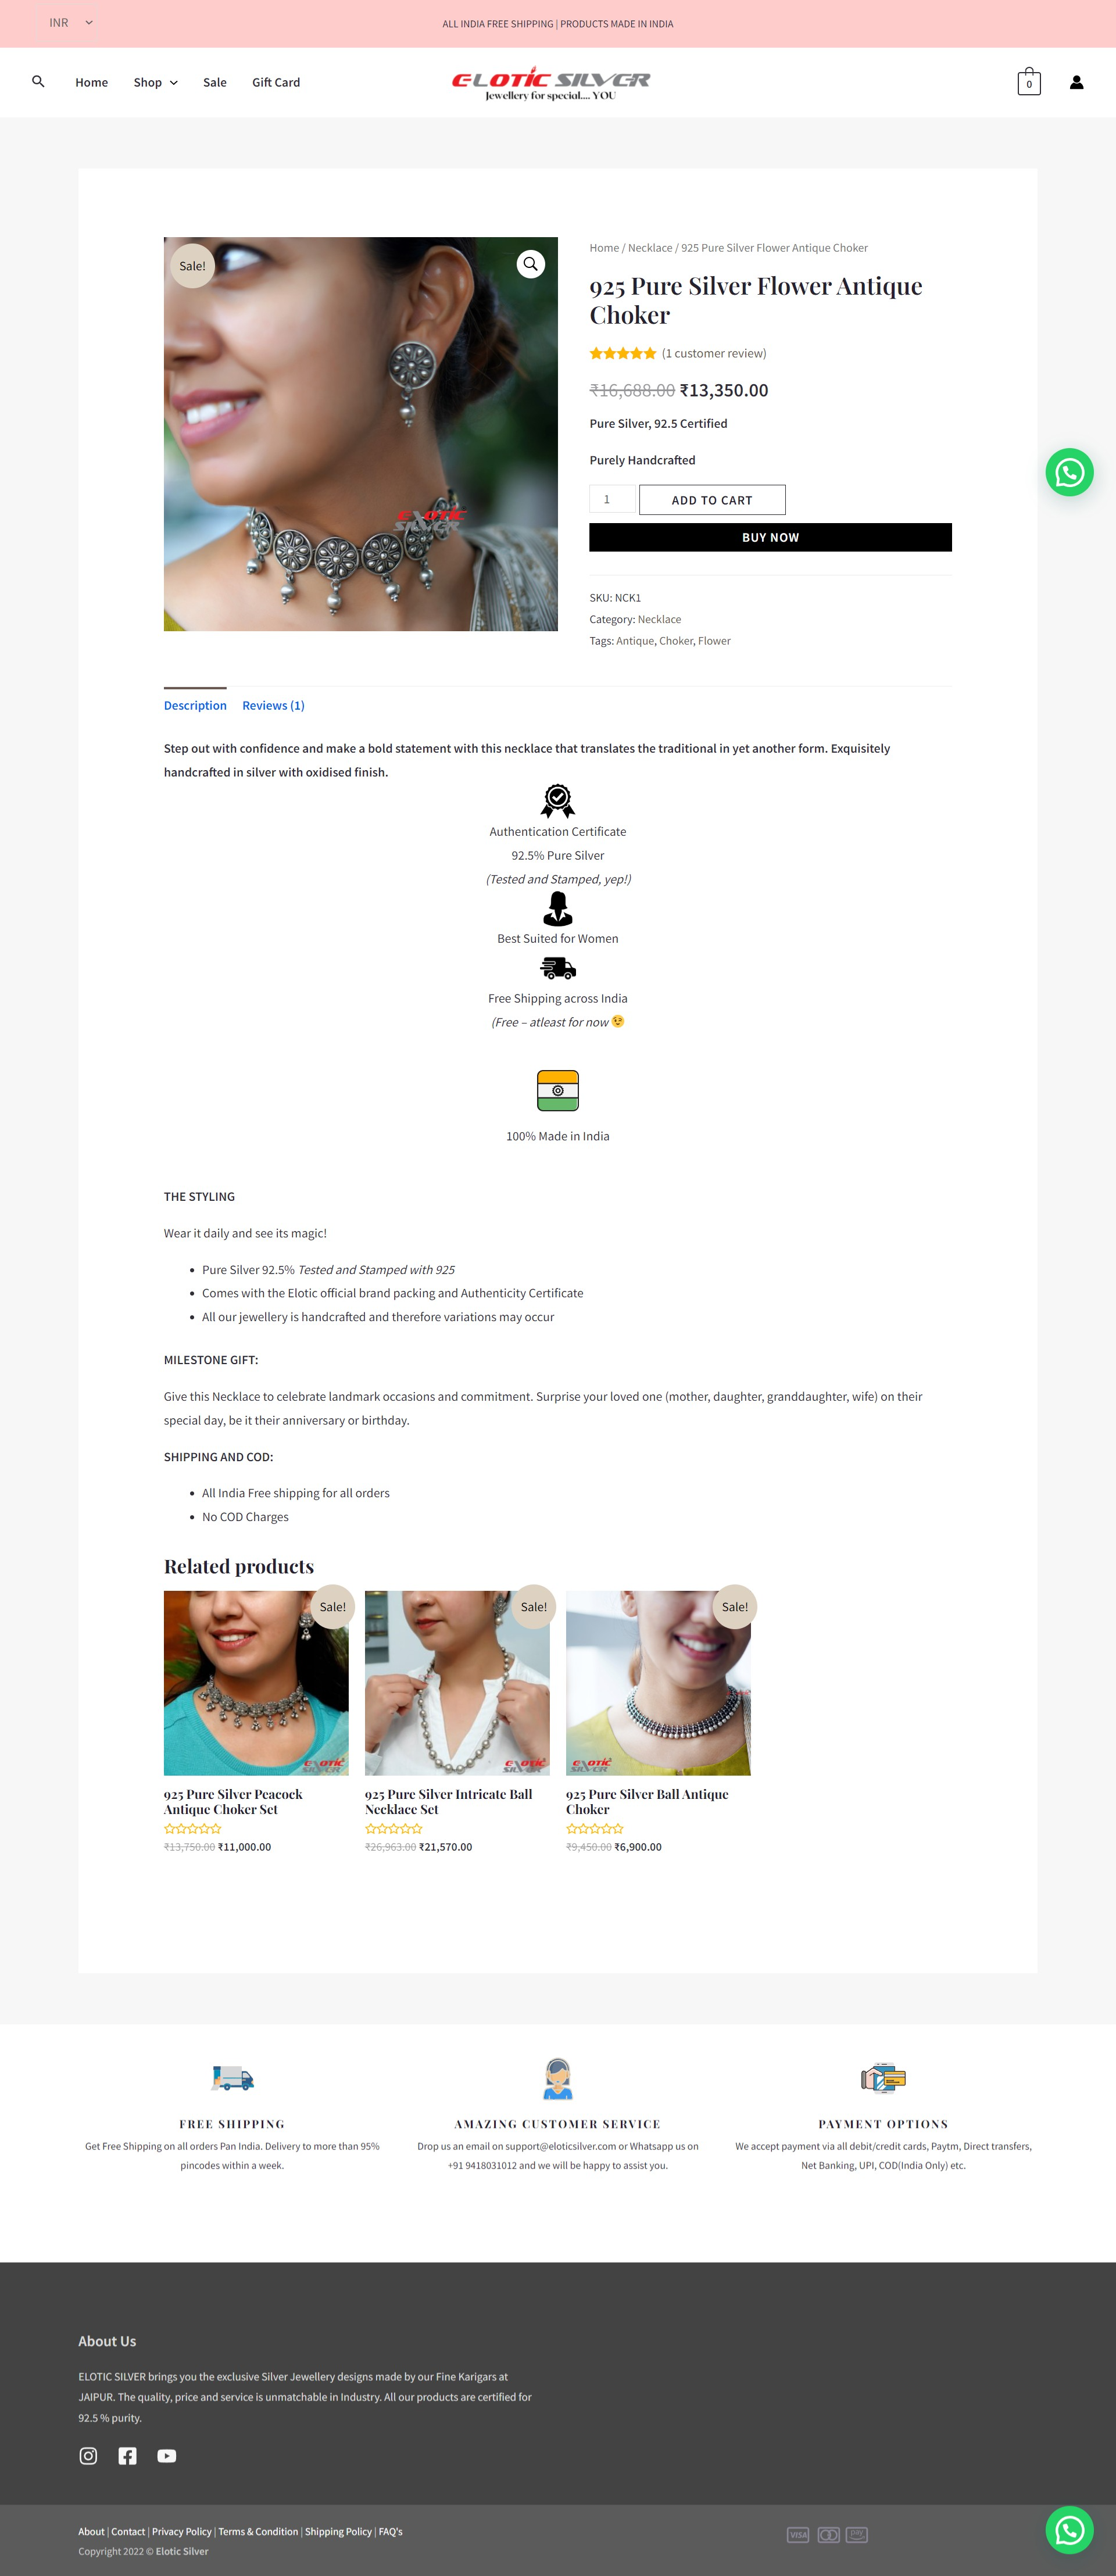 INR
ALL INDIA FREE SHIPPING | PRODUCTS MADE IN INDIA
Home Shop Sale Gift Card
ELOTIC SILVER
Jewellery for special.... YOU
0
Sale!
ELOTIC
SILVER
Home / Necklace / 925 Pure Silver Flower Antique Choker
925 Pure Silver Flower Antique
Choker
(1 customer review)
₹16,688.00 ₹13,350.00
Pure Silver, 92.5 Certified
Purely Handcrafted
1 ADD TO CART
BUY NOW
SKU: NCK1
Category: Necklace
Tags: Antique, Choker, Flower
Description Reviews (1)
Step out with confidence and make a bold statement with this necklace that translates the traditional in yet another form. Exquisitely
handcrafted in silver with oxidised finish.
Authentication Certificate
92.5% Pure Silver
(Tested and Stamped, yep!)
Best Suited for Women
Free Shipping across India
(Free – atleast for now 😉
100% Made in India
THE STYLING
Wear it daily and see its magic!
• Pure Silver 92.5% Tested and Stamped with 925
• Comes with the Elotic official brand packing and Authenticity Certificate
• All our jewellery is handcrafted and therefore variations may occur
MILESTONE GIFT:
Give this Necklace to celebrate landmark occasions and commitment. Surprise your loved one (mother, daughter, granddaughter, wife) on their
special day, be it their anniversary or birthday.
SHIPPING AND COD:
• All India Free shipping for all orders
• No COD Charges
Related products
Sale!
ELOTIC
SILVER
925 Pure Silver Peacock
Antique Choker Set
₹13,750.00 ₹11,000.00
Sale!
ELOTIC
SILVER
925 Pure Silver Intricate Ball
Necklace Set
₹26,963.00 ₹21,570.00
Sale!
ELOTIC
SILVER
925 Pure Silver Ball Antique
Choker
₹9,450.00 ₹6,900.00
FREE SHIPPING
Get Free Shipping on all orders Pan India. Delivery to more than 95%
pincodes within a week.
AMAZING CUSTOMER SERVICE
Drop us an email on support@eloticsilver.com or Whatsapp us on
+91 9418031012 and we will be happy to assist you.
PAYMENT OPTIONS
We accept payment via all debit/credit cards, Paytm, Direct transfers,
Net Banking, UPI, COD(India Only) etc.
About Us
ELOTIC SILVER brings you the exclusive Silver Jewellery designs made by our Fine Karigars at
JAIPUR. The quality, price and service is unmatchable in Industry. All our products are certified for
92.5 % purity.
About | Contact | Privacy Policy | Terms & Condition | Shipping Policy | FAQ's
Copyright 2022 © Elotic Silver
VISA
pay